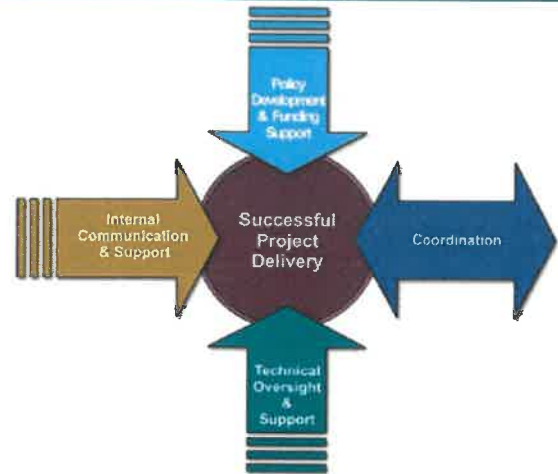 Policy
Development
& Funding
Support
Internal
Communication
& Support
Successful
Project
Delivery
Coordination
Technical
Oversight
&
Support